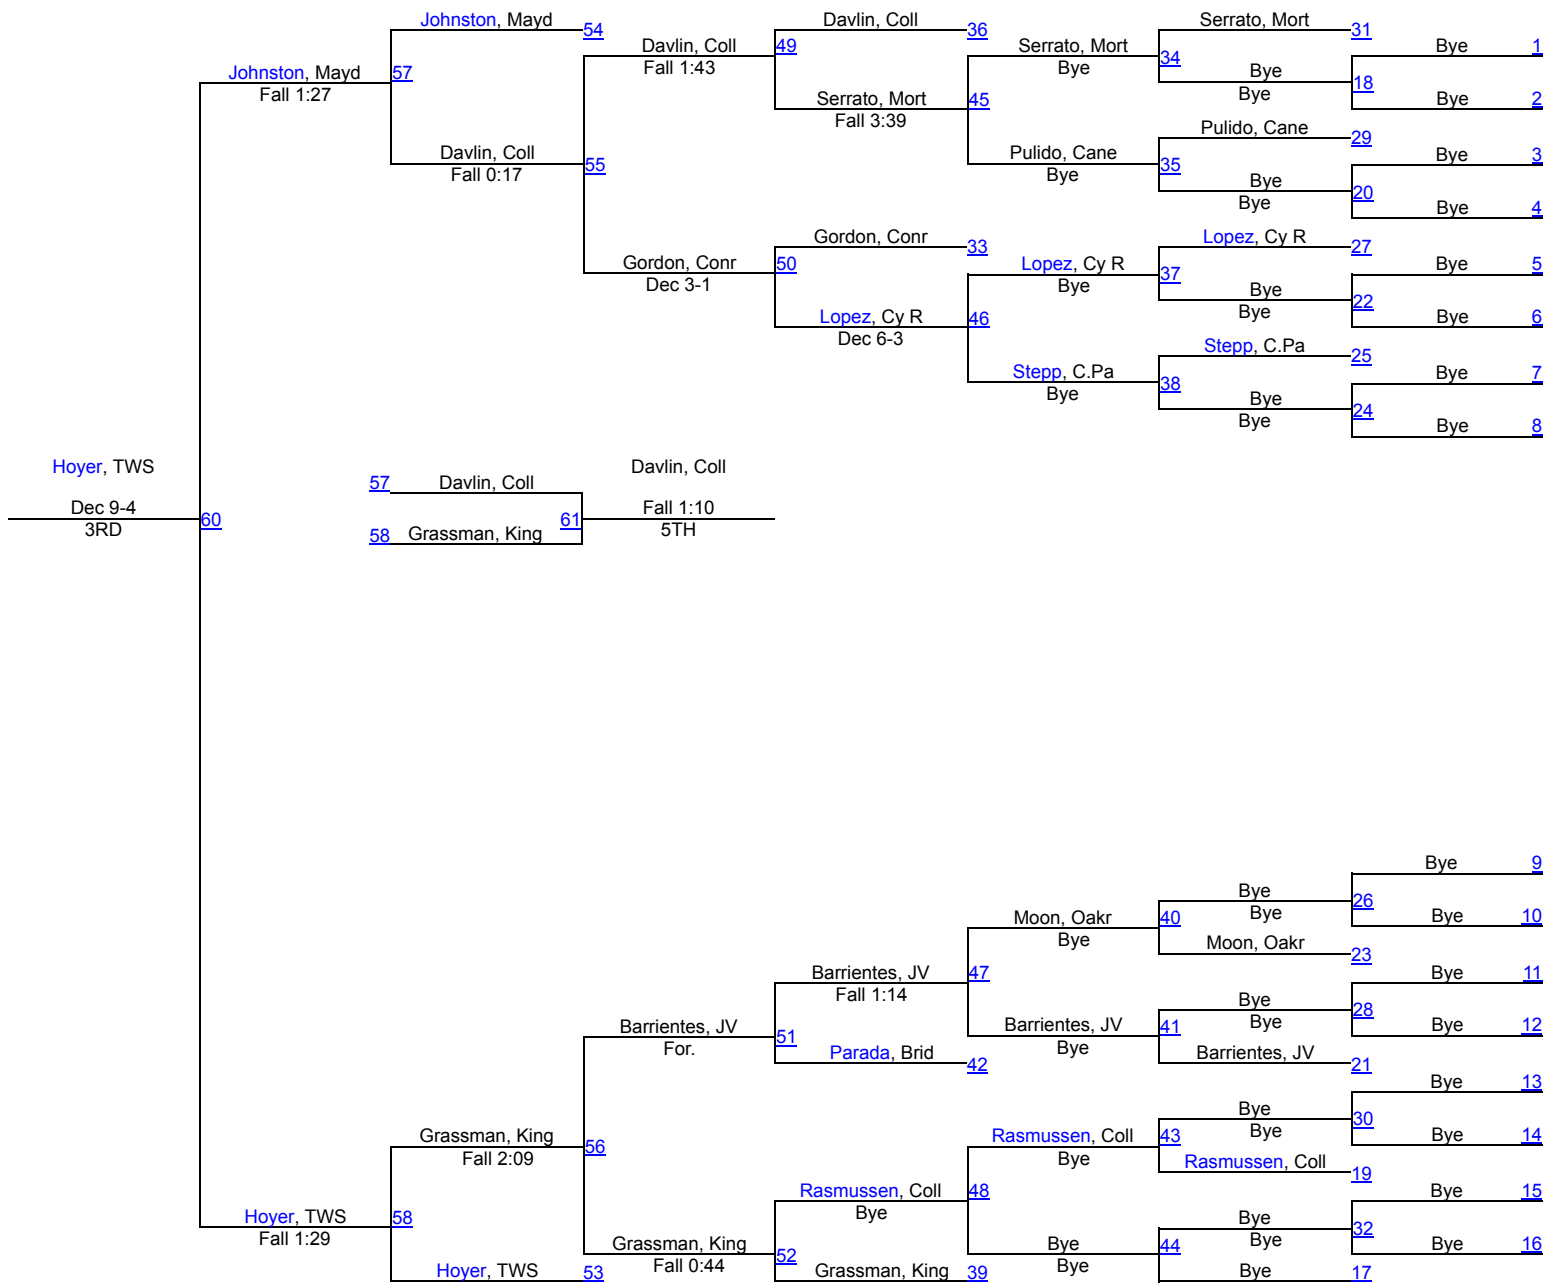 Johnston, Mayd 54
Davlin, Coll 36
Serrato, Mort 31
Davlin, Coll 49
Serrato, Mort
Bye 1
Fall 1:43
Bye 34
Johnston, Mayd 57
Bye
Fall 1:27
Bye 18
Serrato, Mort 45
Bye 2
Fall 3:39
Pulido, Cane 29
Davlin, Coll
Pulido, Cane
Bye 3
Fall 0:17 55
Bye 35
Bye
Bye 20
Bye 4
Gordon, Conr 33
Lopez, Cy R 27
Gordon, Conr 50
Lopez, Cy R 37
Bye 5
Dec 3-1
Bye
Bye
Bye 22
Lopez, Cy R 46
Bye 6
Dec 6-3
Stepp, C.Pa 25
Stepp, C.Pa
Bye 7
Bye 38
Bye
Bye 24
Bye 8
Hoyer, TWS
Davlin, Coll
57 Davlin, Coll
Dec 9-4
Fall 1:10
3RD 60
61 5TH
58 Grassman, King
Bye 9
Bye
Bye 26
Moon, Oakr 40
Bye 10
Bye
Moon, Oakr 23
Barrientes, JV 47
Bye 11
Fall 1:14
Bye
Bye 28
Barrientes, JV 51
Barrientes, JV 41
Bye 12
For.
Bye
Parada, Brid 42
Barrientes, JV 21
Bye 13
Bye
Bye 30
Grassman, King 56
Rasmussen, Coll 43
Bye 14
Fall 2:09
Bye
Rasmussen, Coll 19
Rasmussen, Coll 48
Bye 15
Bye
Hoyer, TWS 58
Bye
Fall 1:29
Bye 32
Grassman, King 52
Bye 44
Bye 16
Fall 0:44
Bye
Hoyer, TWS 53
Grassman, King 39
Bye 17